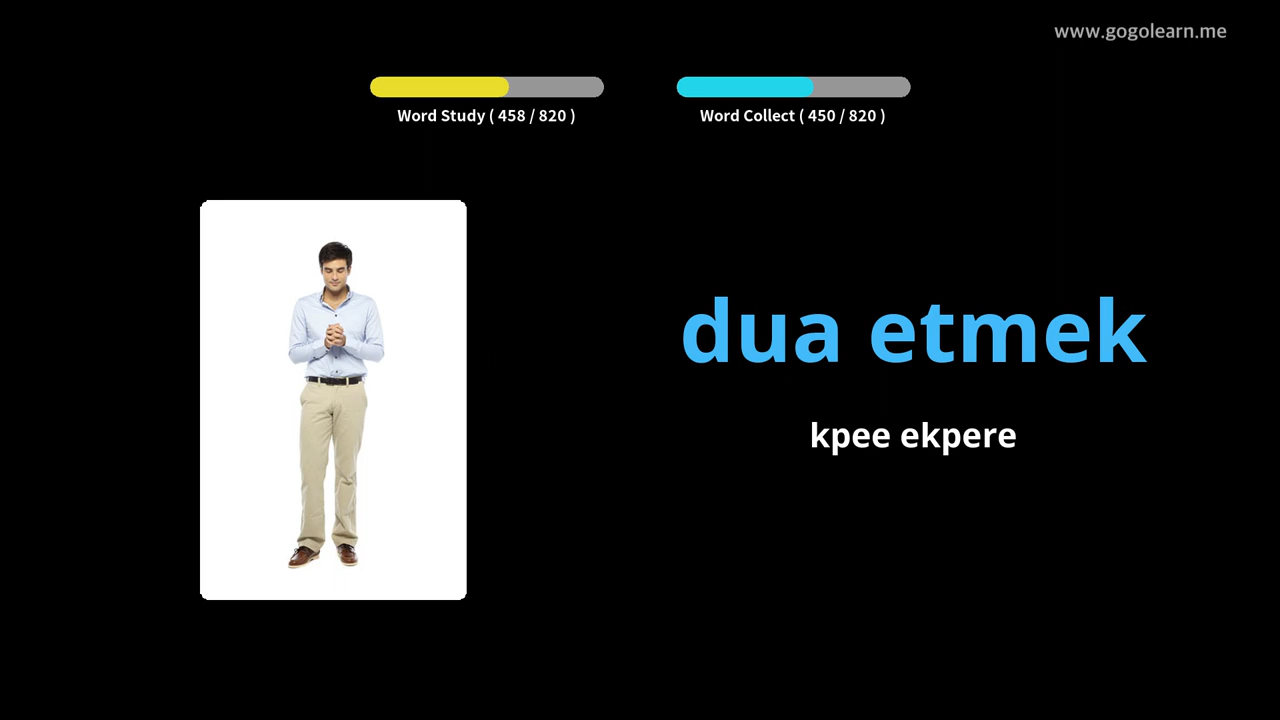 www.gogolearn.me
Word Study ( 458 / 820 )
Word Collect ( 450 / 820 )
dua etmek
kpee ekpere